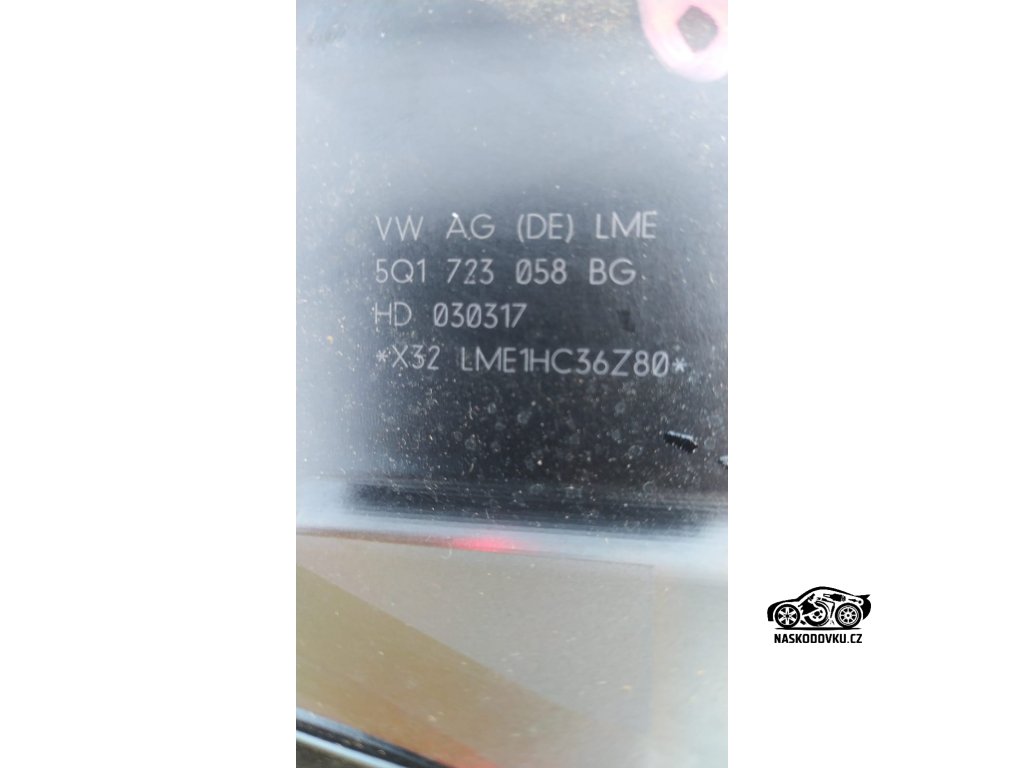 VW AG (DE) LME
5Q1 723 058 BG
HD 030317
*X32 LME1HC36Z80*
NASKODOVKU.CZ